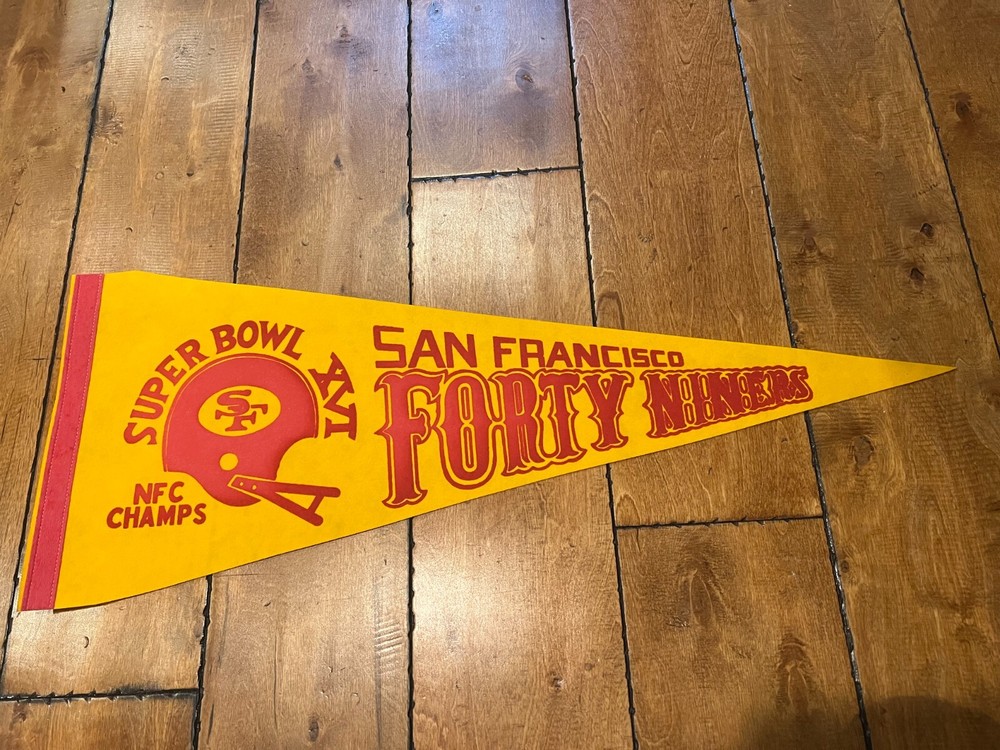 SUPER BOWL XVI
SF
NFC
CHAMPS
SAN FRANCISCO
FORTY NINERS